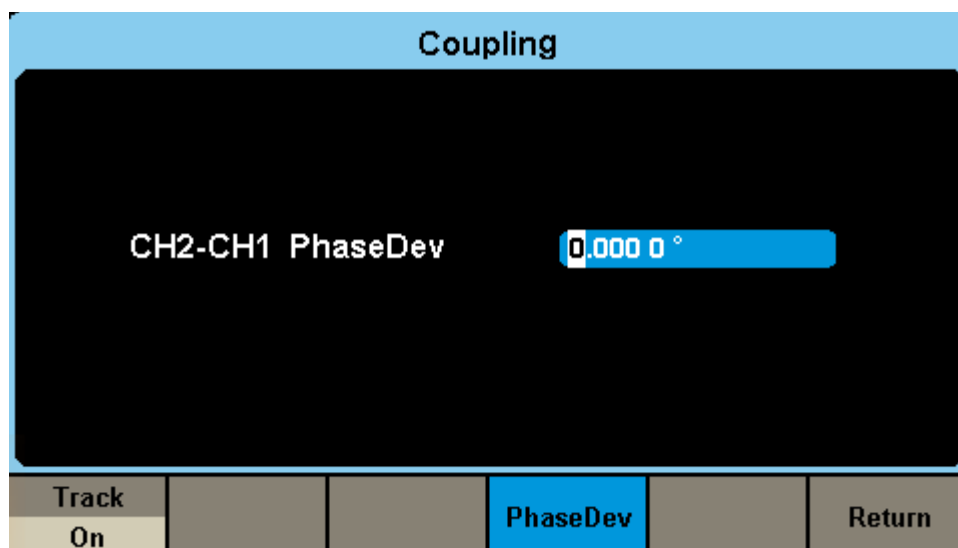 Coupling
CH2-CH1 PhaseDev 0.000 0 °
Track
On
PhaseDev
Return